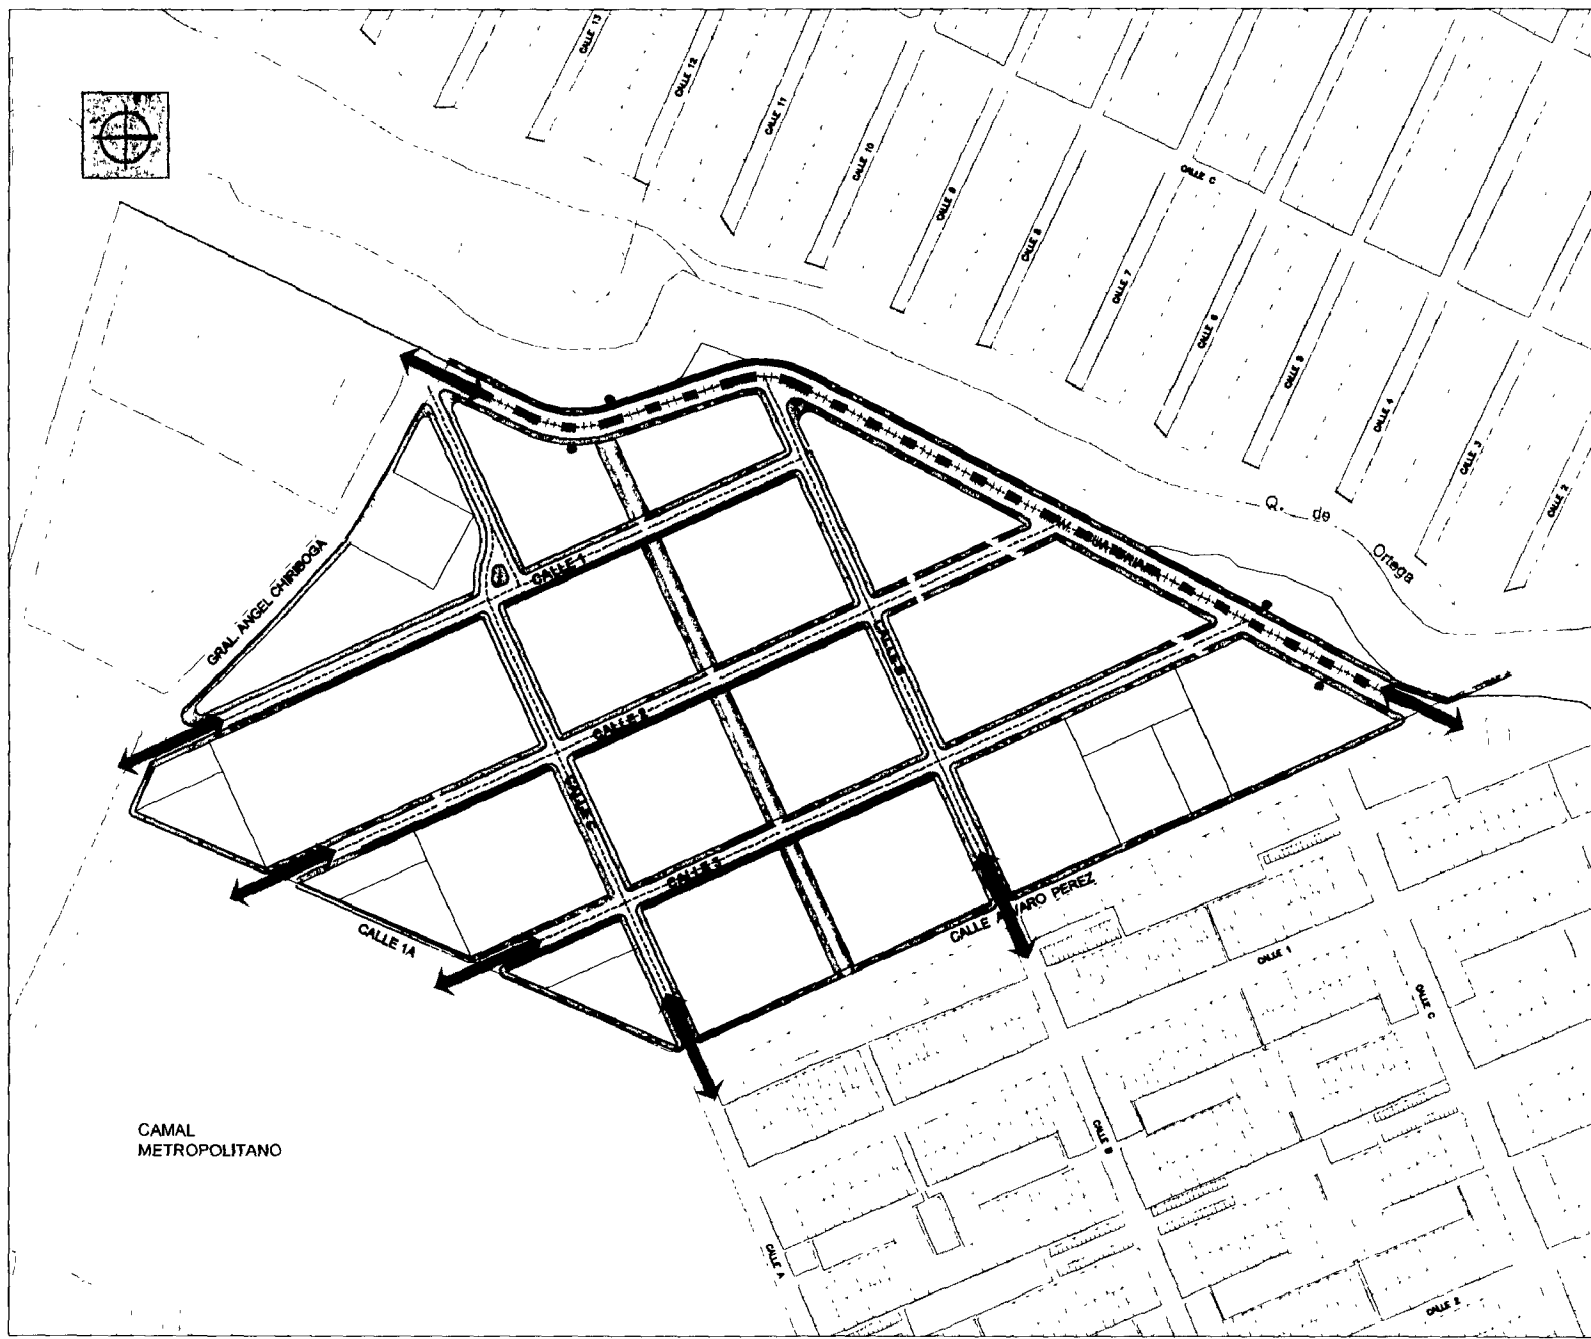 CALLE 13
CALLE 12
CALLE 11
CALLE 10
CALLE 9
CALLE 8
CALLE 7
CALLE 6
CALLE 5
CALLE 4
CALLE 3
CALLE 2
CALLE C
Q. de
Ortega
AV. ECUATORIANA
GRAL. ANGEL CHIRIBOGA
CALLE 1
CALLE 2
CALLE 3
CALLE 1A
CALLE ALVARO PEREZ
CALLE 1
CALLE C
CALLE B
CALLE A
CALLE 2
CAMAL
METROPOLITANO